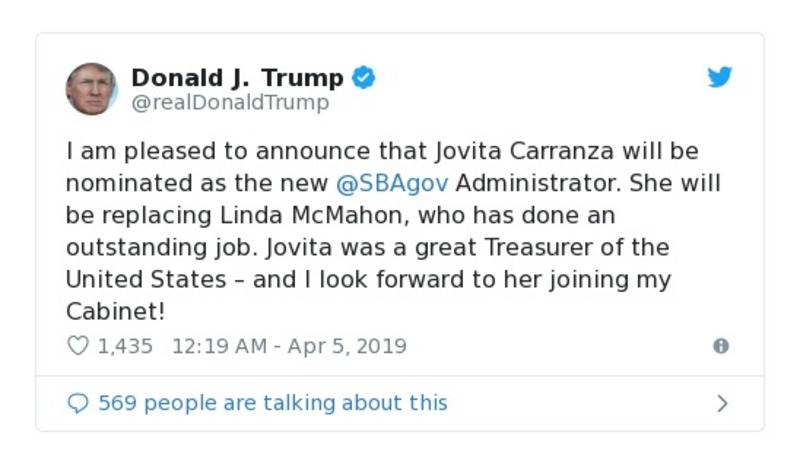 Donald J. Trump
@realDonaldTrump
I am pleased to announce that Jovita Carranza will be
nominated as the new @SBAgov Administrator. She will
be replacing Linda McMahon, who has done an
outstanding job. Jovita was a great Treasurer of the
United States – and I look forward to her joining my
Cabinet!
1,435 12:19 AM - Apr 5, 2019
569 people are talking about this